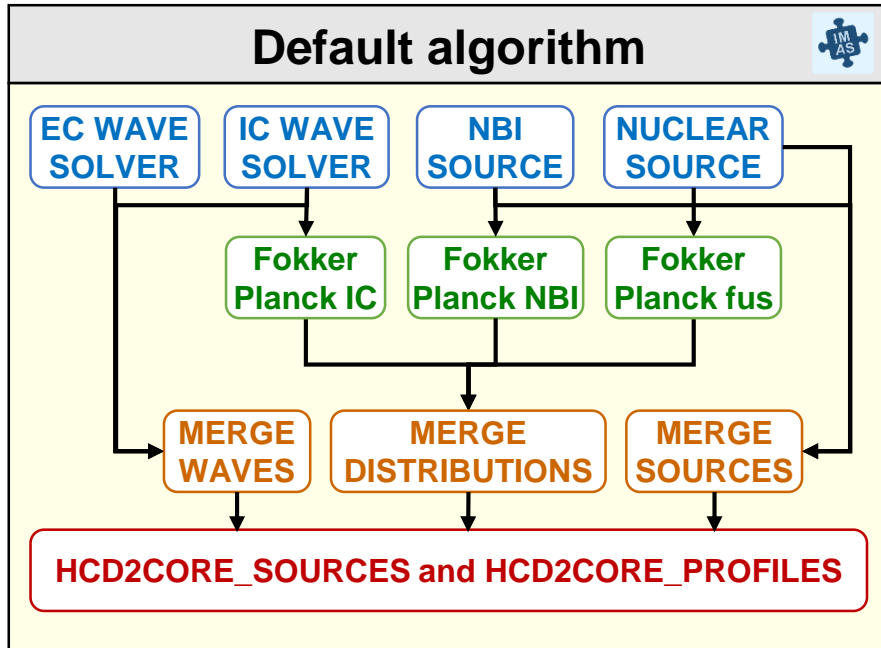 Default algorithm
IM
AS
EC WAVE
SOLVER
IC WAVE
SOLVER
NBI
SOURCE
NUCLEAR
SOURCE
Fokker
Planck IC
Fokker
Planck NBI
Fokker
Planck fus
MERGE
WAVES
MERGE
DISTRIBUTIONS
MERGE
SOURCES
HCD2CORE_SOURCES and HCD2CORE_PROFILES